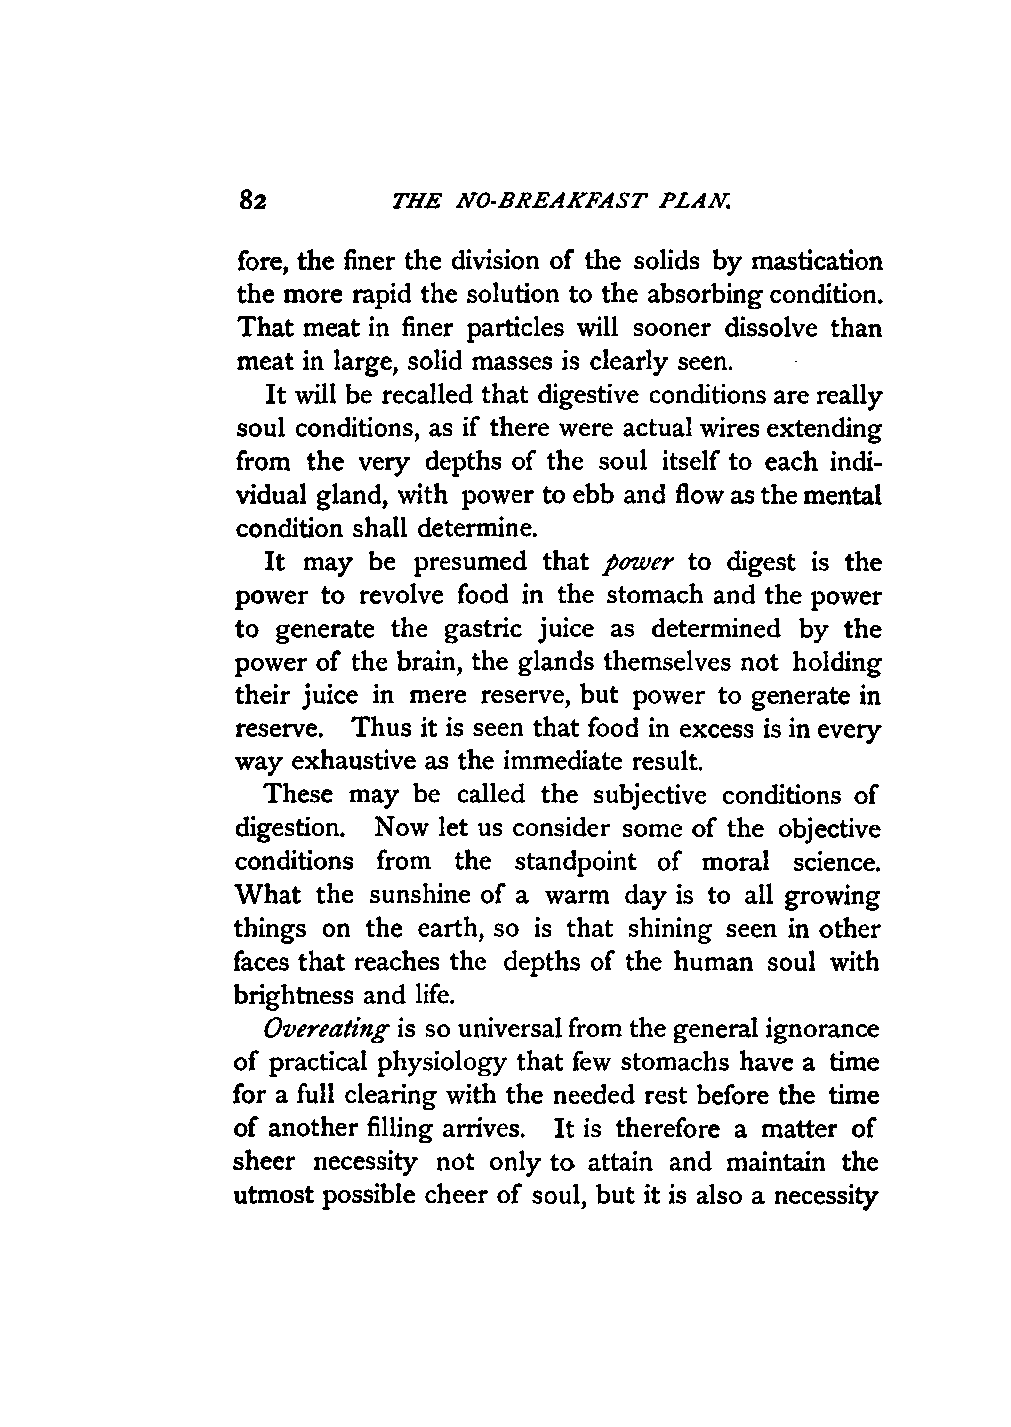 82 THE NO-BREAKFAST PLAN.
fore, the finer the division of the solids by mastication
the more rapid the solution to the absorbing condition.
That meat in finer particles will sooner dissolve than
meat in large, solid masses is clearly seen.
It will be recalled that digestive conditions are really
soul conditions, as if there were actual wires extending
from the very depths of the soul itself to each indi-
vidual gland, with power to ebb and flow as the mental
condition shall determine.
It may be presumed that power to digest is the
power to revolve food in the stomach and the power
to generate the gastric juice as determined by the
power of the brain, the glands themselves not holding
their juice in mere reserve, but power to generate in
reserve. Thus it is seen that food in excess is in every
way exhaustive as the immediate result.
These may be called the subjective conditions of
digestion. Now let us consider some of the objective
conditions from the standpoint of moral science.
What the sunshine of a warm day is to all growing
things on the earth, so is that shining seen in other
faces that reaches the depths of the human soul with
brightness and life.
Overeating is so universal from the general ignorance
of practical physiology that few stomachs have a time
for a full clearing with the needed rest before the time
of another filling arrives. It is therefore a matter of
sheer necessity not only to attain and maintain the
utmost possible cheer of soul, but it is also a necessity